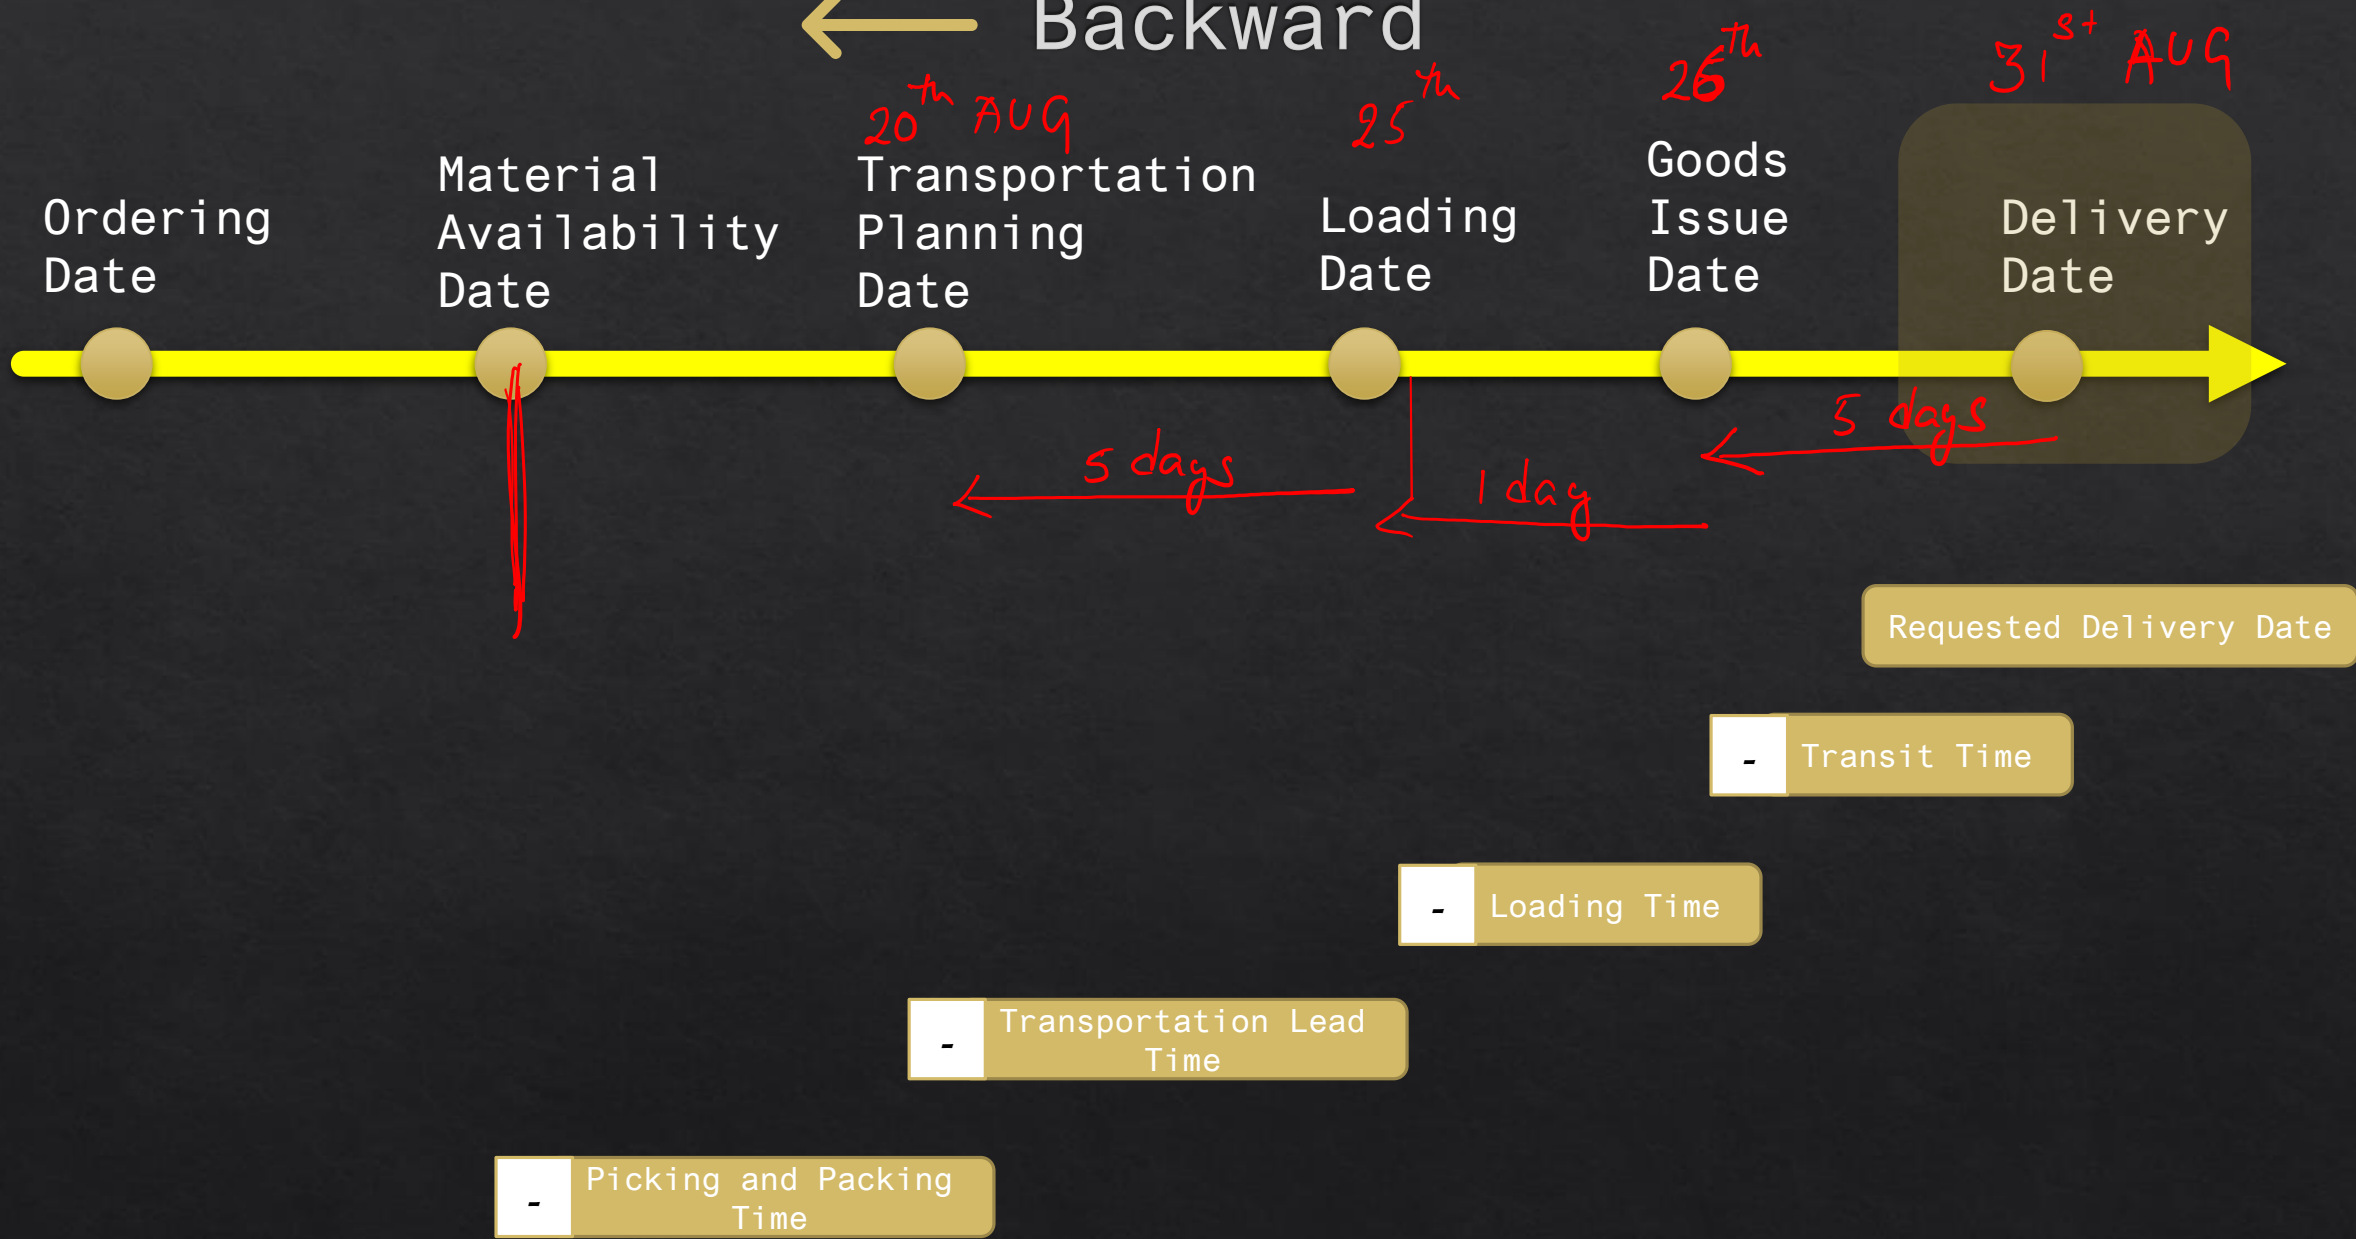 Backward
20th AUG
25th
26th
31st AUG
Ordering
Date
Material
Availability
Date
Transportation
Planning
Date
Loading
Date
Goods
Issue
Date
Delivery
Date
5 days
1 day
5 days
Requested Delivery Date
- Transit Time
- Loading Time
- Transportation Lead
Time
- Picking and Packing
Time